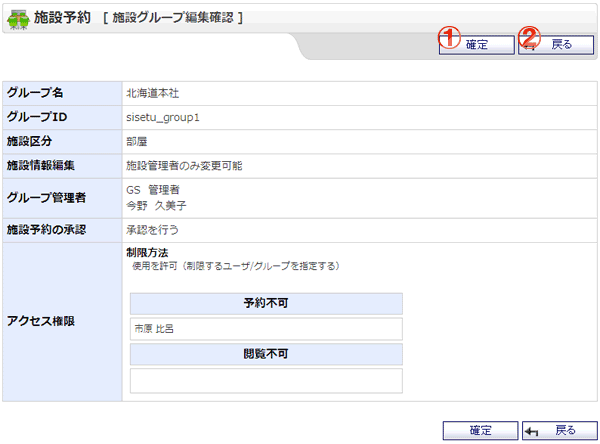 施設予約 [ 施設グループ編集確認 ]
① 確定 ② 戻る
グループ名 北海道本社
グループID sisetu_group1
施設区分 部屋
施設情報編集 施設管理者のみ変更可能
グループ管理者 GS 管理者
今野 久美子
施設予約の承認 承認を行う
アクセス権限 制限方法
使用を許可（制限するユーザ/グループを指定する）
予約不可
市原 比呂
閲覧不可
確定 戻る